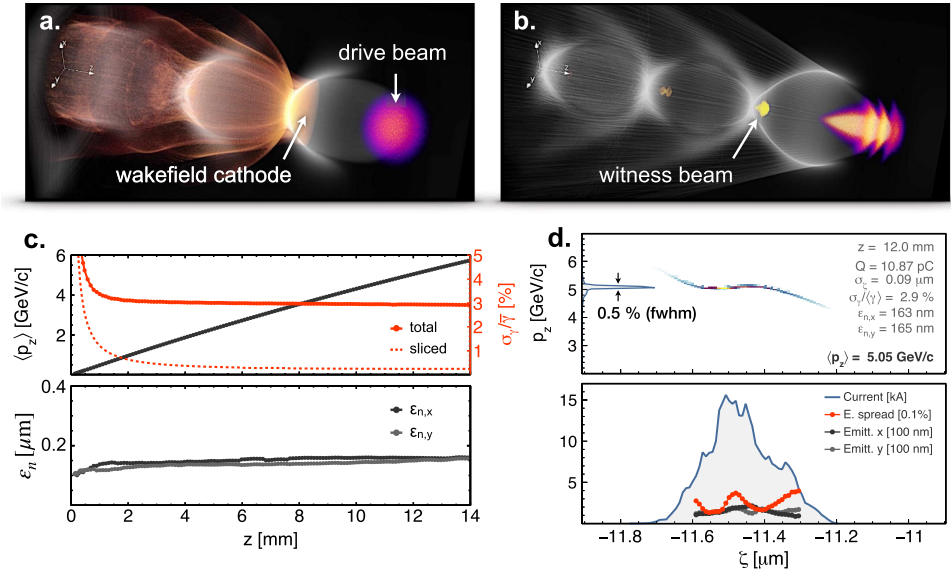 a.
drive beam
wakefield cathode
x
y
z
b.
witness beam
x
y
z
c.
6
4
2
⟨p_z⟩ [GeV/c]
5
4
3
2
1
σ_γ/γ̅ [%]
total
sliced
0.4
0.2
ε_n [μm]
ε_n,x
ε_n,y
0 2 4 6 8 10 12 14
z [mm]
d.
6
5
4
3
2
p_z [GeV/c]
0.5 % (fwhm)
z = 12.0 mm
Q = 10.87 pC
σ_ζ = 0.09 μm
σ_γ/⟨γ⟩ = 2.9 %
ε_n,x = 163 nm
ε_n,y = 165 nm
⟨p_z⟩ = 5.05 GeV/c
15
10
5
0
Current [kA]
E. spread [0.1%]
Emitt. x [100 nm]
Emitt. y [100 nm]
−11.8 −11.6 −11.4 −11.2 −11
ζ [μm]